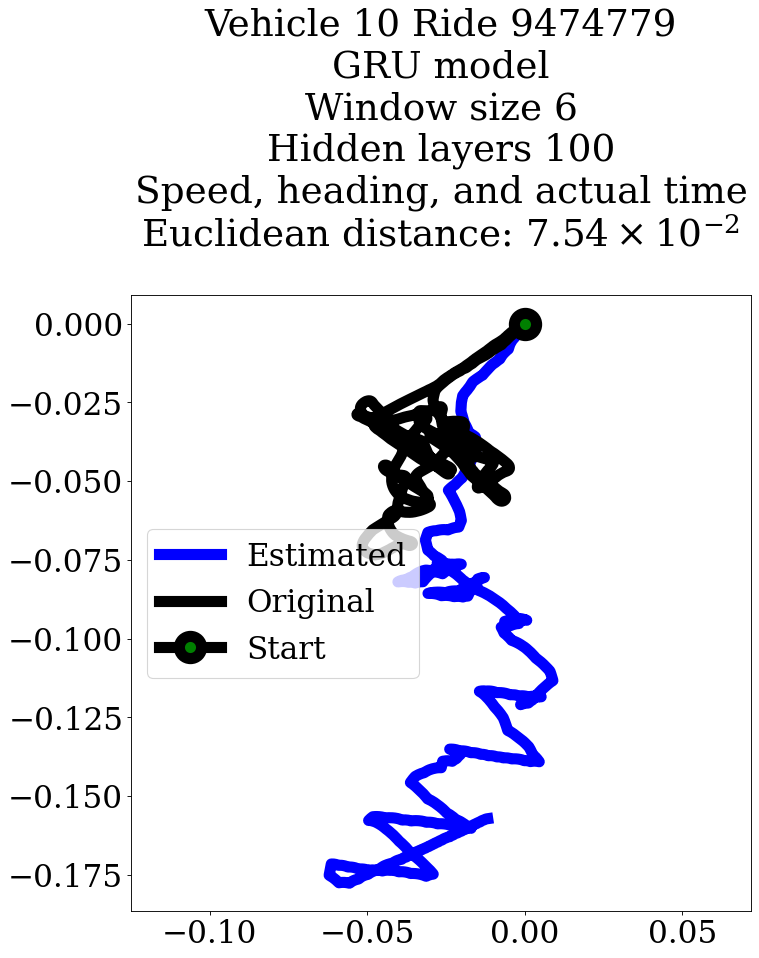 Vehicle 10 Ride 9474779
GRU model
Window size 6
Hidden layers 100
Speed, heading, and actual time
Euclidean distance: 7.54 × 10⁻²
0.000
−0.025
−0.050
−0.075
−0.100
−0.125
−0.150
−0.175
Estimated
Original
Start
−0.10 −0.05 0.00 0.05